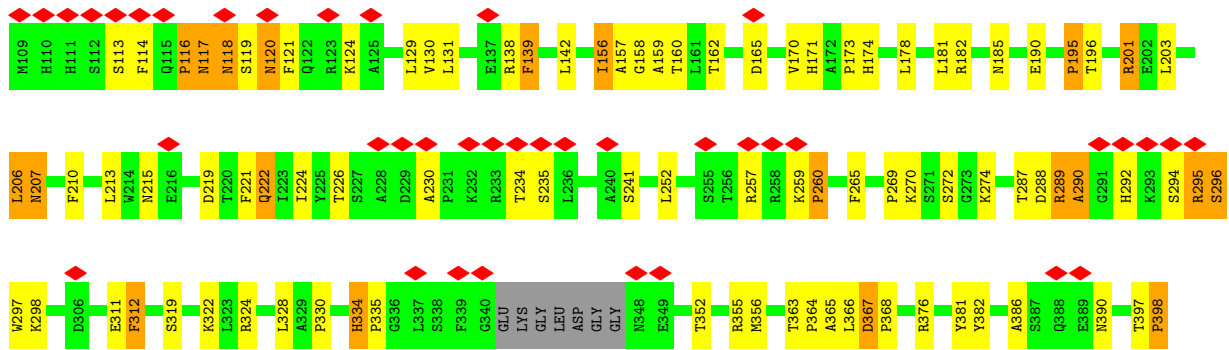 M109 H110 H111 S112 S113 F114 Q115 P116 N117 N118 S119 N120 F121 Q122 R123 K124 A125 L129 V130 L131 E137 R138 F139 L142 I156 A157 G158 A159 T160 L161 T162 D165 V170 H171 A172 P173 H174 L178 L181 R182 N185 E190 P195 T196 R201 E202 L203
L206 N207 F210 L213 W214 N215 E216 D219 T220 F221 Q222 I223 I224 Y225 T226 S227 A228 D229 A230 P231 K232 R233 T234 S235 L236 A240 S241 L252 S255 T256 R257 R258 K259 P260 F265 P269 K270 S271 S272 G273 K274 T287 D288 R289 A290 G291 H292 K293 S294 R295 S296
W297 K298 D306 E311 F312 S319 K322 L323 R324 L328 A329 P330 H334 P335 G336 L337 S338 F339 G340 GLU LYS GLY LEU ASP GLY GLY N348 E349 T352 R355 M356 T363 P364 A365 L366 D367 P368 R376 Y381 Y382 A386 S387 Q388 E389 N390 T397 P398